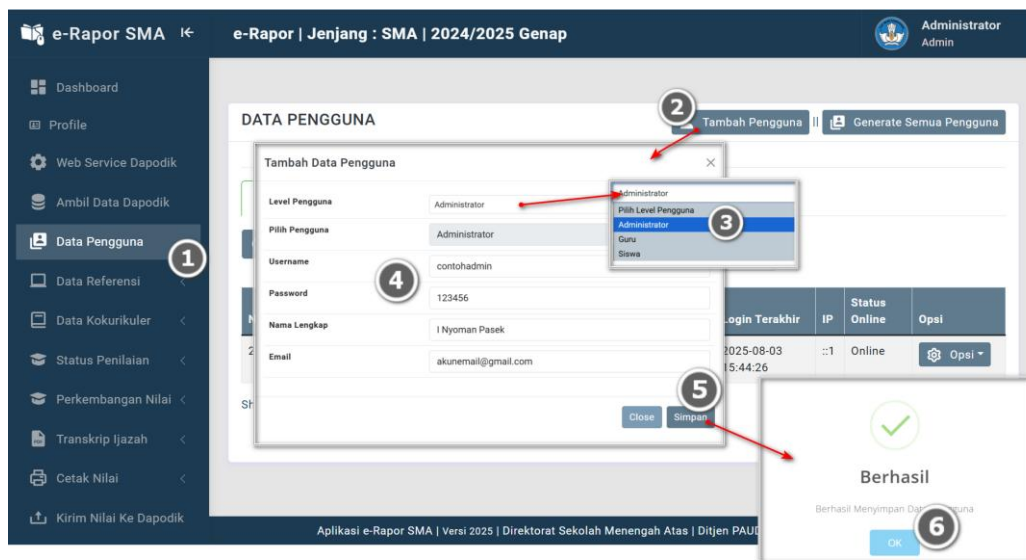 e-Rapor SMA
e-Rapor | Jenjang : SMA | 2024/2025 Genap
Administrator
Admin
Dashboard
Profile
Web Service Dapodik
Ambil Data Dapodik
Data Pengguna
1
Data Referensi
Data Kokurikuler
Status Penilaian
Perkembangan Nilai
Transkrip Ijazah
Cetak Nilai
Kirim Nilai Ke Dapodik
DATA PENGGUNA
2
Tambah Pengguna || Generate Semua Pengguna
Tambah Data Pengguna
Level Pengguna Administrator
Administrator
Pilih Level Pengguna
Administrator
Guru
Siswa
3
Pilih Pengguna Administrator
Username contohadmin
4
Password 123456
Nama Lengkap I Nyoman Pasek
Email akunemail@gmail.com
5
Close Simpan
Login Terakhir IP Status Online Opsi
2025-08-03 ::1 Online Opsi
15:44:26
Berhasil
Berhasil Menyimpan
6
OK
Aplikasi e-Rapor SMA | Versi 2025 | Direktorat Sekolah Menengah Atas | Ditjen